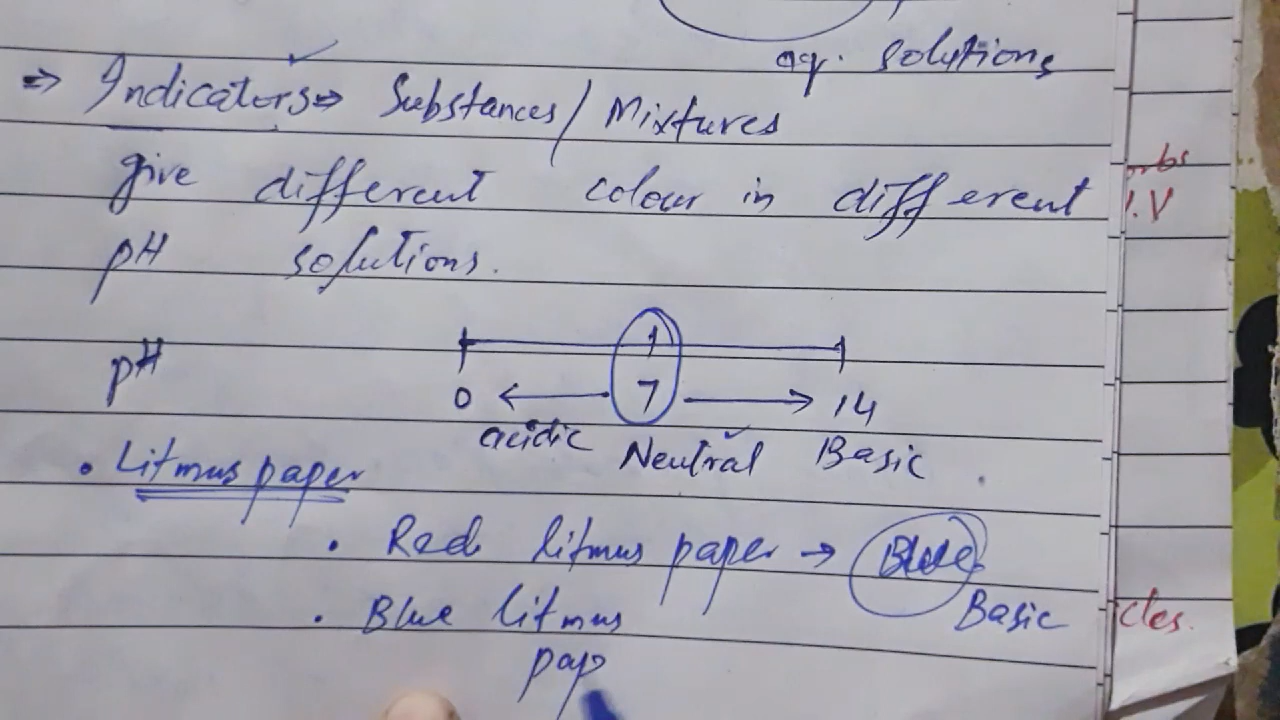 aq. solutions
⇒ Indicators ⇒ Substances / Mixtures
give different colour in different
pH solutions.
pH
0 ← 7 → 14
acidic Neutral Basic
• Litmus paper
• Red litmus paper → Blue
Basic
• Blue litmus
pap
I.V
cles.